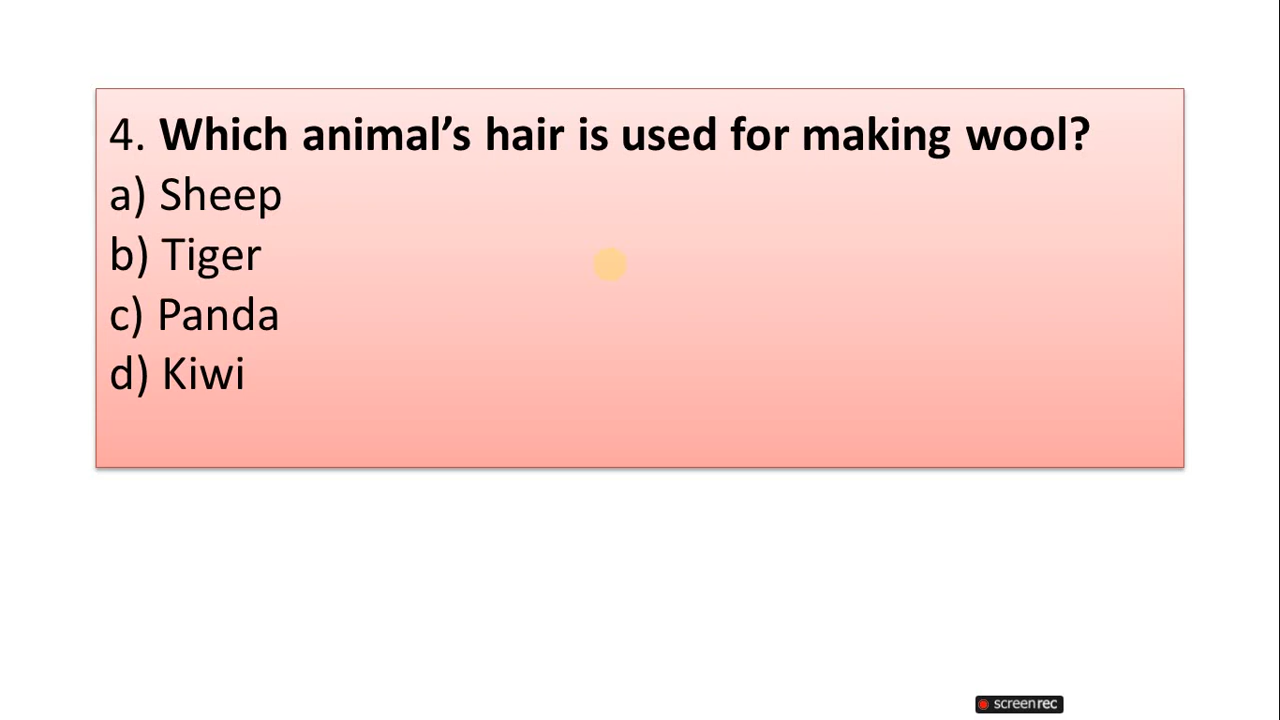 4. Which animal’s hair is used for making wool?
a) Sheep
b) Tiger
c) Panda
d) Kiwi
screenrec